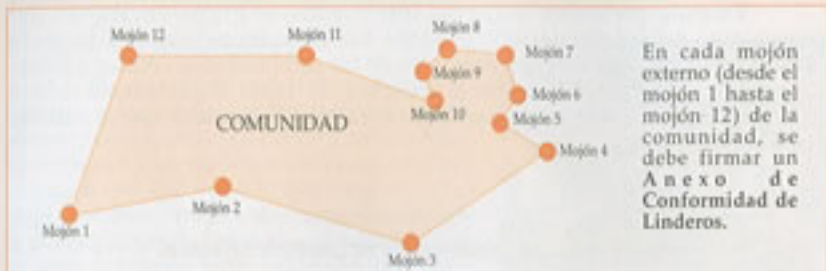 Mojón 12
Mojón 11
Mojón 8
Mojón 7
Mojón 9
Mojón 6
Mojón 10
Mojón 5
COMUNIDAD
Mojón 4
Mojón 2
Mojón 1
Mojón 3
En cada mojón
externo (desde el
mojón 1 hasta el
mojón 12) de la
comunidad, se
debe firmar un
Anexo de
Conformidad de
Linderos.